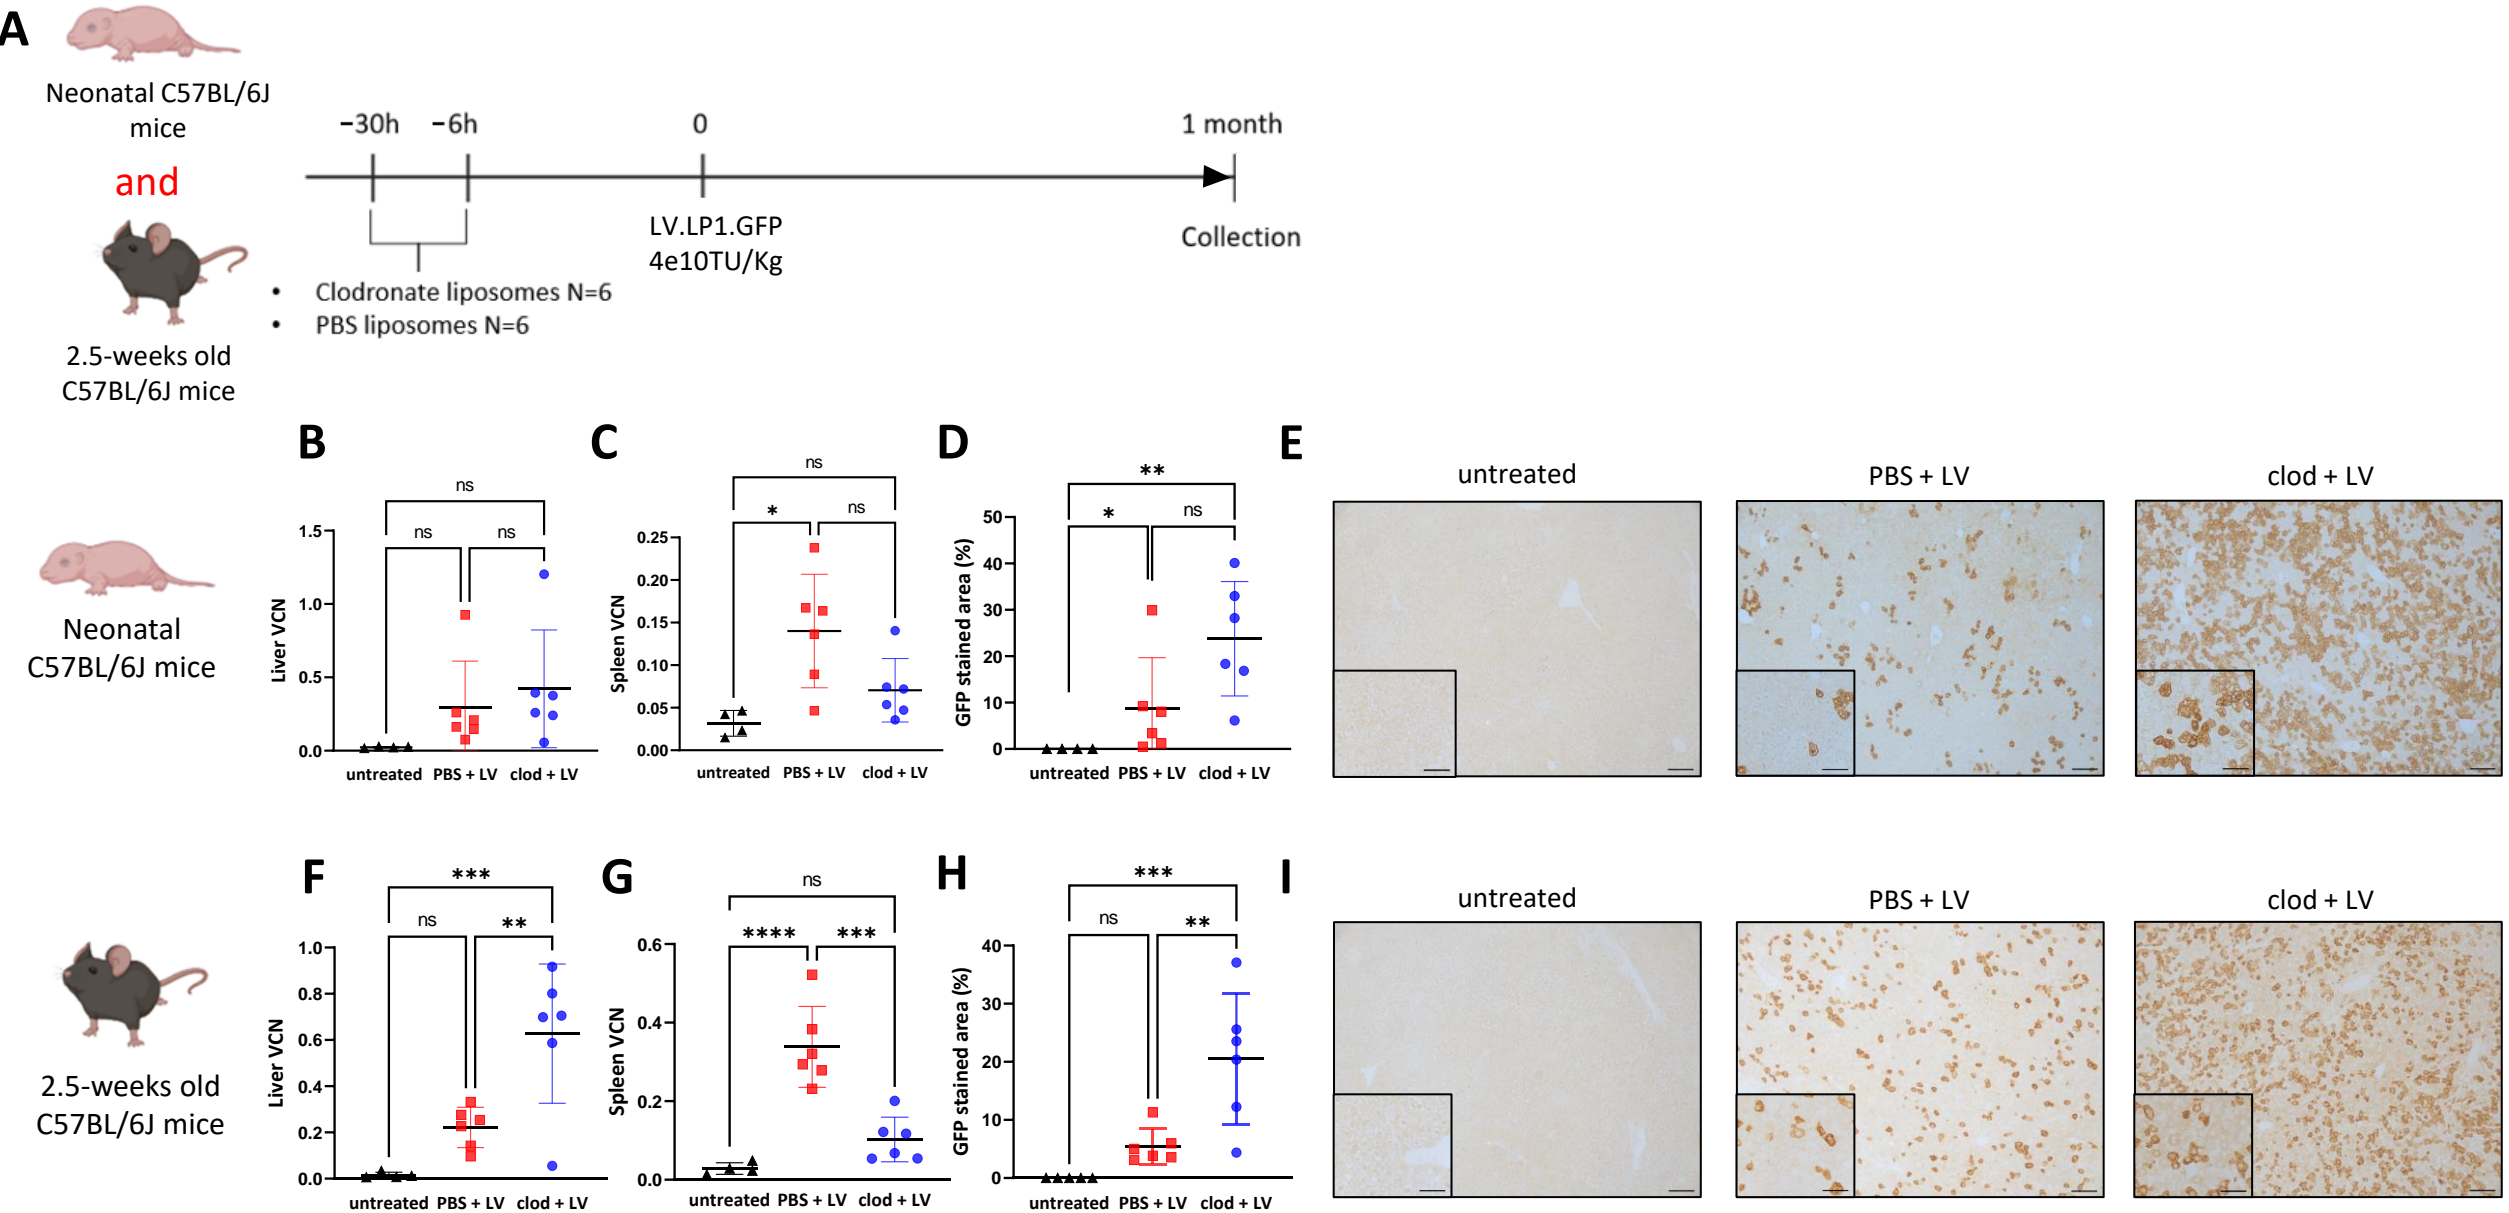 A
Neonatal C57BL/6J
mice
and
2.5-weeks old
C57BL/6J mice
−30h
−6h
0
1 month
LV.LP1.GFP
4e10TU/Kg
Collection
• Clodronate liposomes N=6
• PBS liposomes N=6
Neonatal
C57BL/6J mice
B
ns
ns
ns
Liver VCN
1.5
1.0
0.5
0.0
untreated
PBS + LV
clod + LV
C
ns
*
ns
Spleen VCN
0.25
0.20
0.15
0.10
0.05
0.00
untreated
PBS + LV
clod + LV
D
**
*
ns
GFP stained area (%)
50
40
30
20
10
0
untreated
PBS + LV
clod + LV
E
untreated
PBS + LV
clod + LV
2.5-weeks old
C57BL/6J mice
F
***
ns
**
Liver VCN
1.0
0.8
0.6
0.4
0.2
0.0
untreated
PBS + LV
clod + LV
G
ns
****
***
Spleen VCN
0.6
0.4
0.2
0.0
untreated
PBS + LV
clod + LV
H
***
ns
**
GFP stained area (%)
40
30
20
10
0
untreated
PBS + LV
clod + LV
I
untreated
PBS + LV
clod + LV